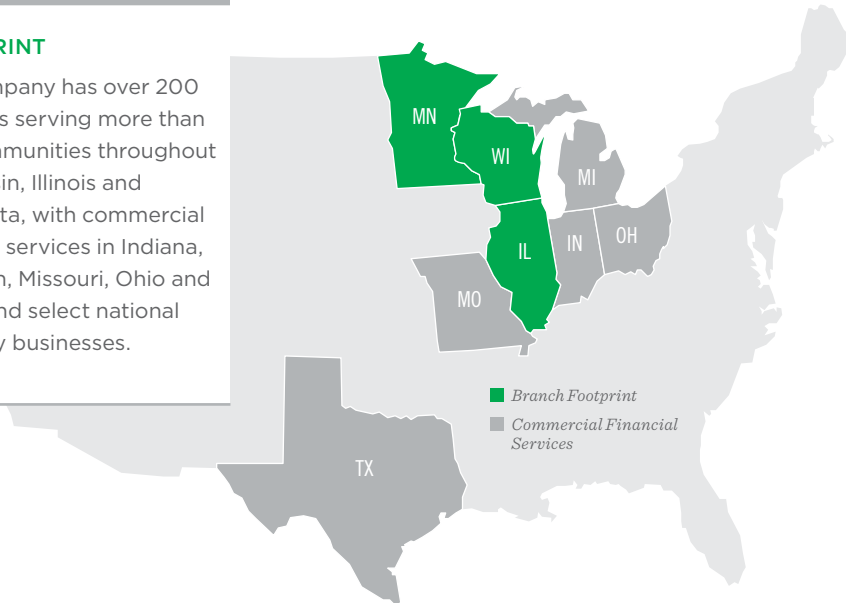 RINT
mpany has over 200
s serving more than
mmunities throughout
in, Illinois and
ta, with commercial
services in Indiana,
n, Missouri, Ohio and
nd select national
y businesses.
MN
WI
MI
IL
IN
OH
MO
TX
Branch Footprint
Commercial Financial
Services